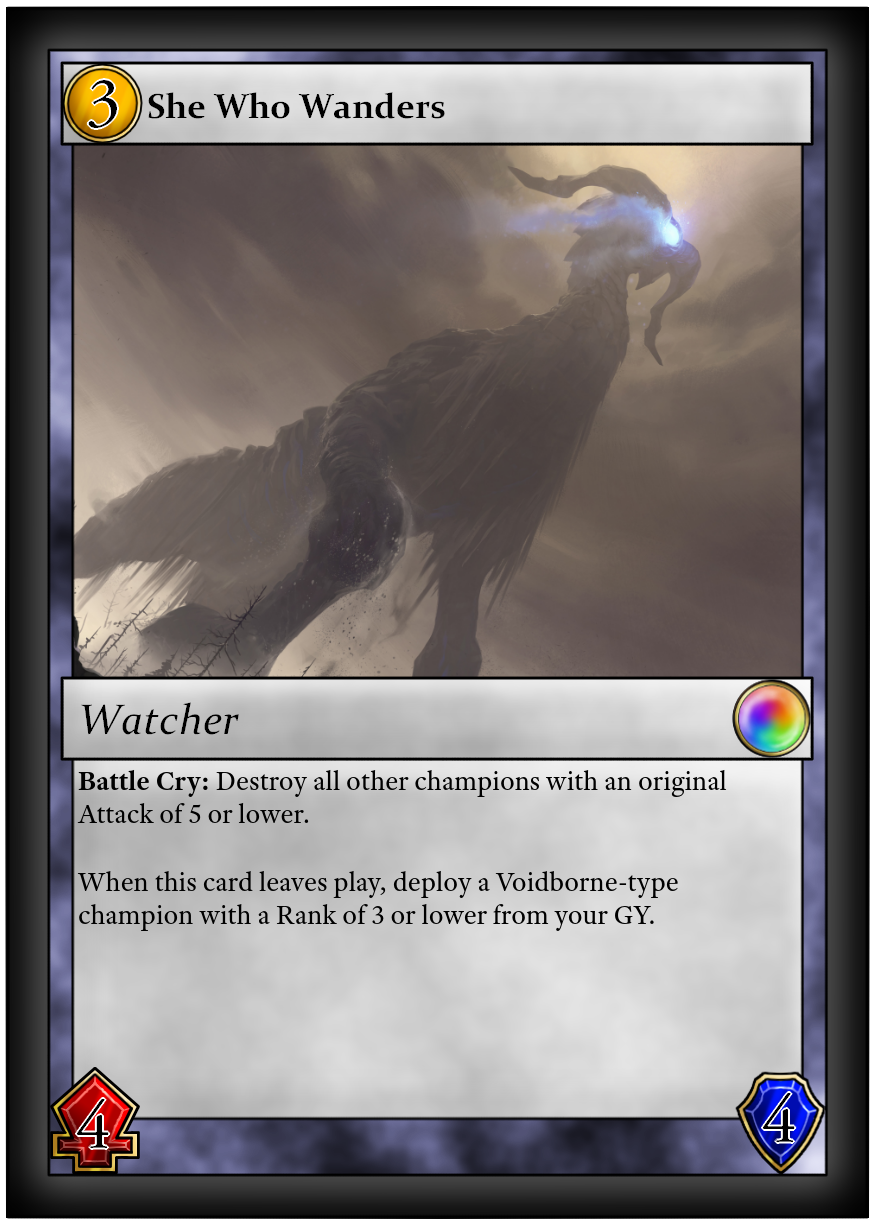 3 She Who Wanders
Watcher
Battle Cry: Destroy all other champions with an original
Attack of 5 or lower.
When this card leaves play, deploy a Voidborne-type
champion with a Rank of 3 or lower from your GY.
4 4